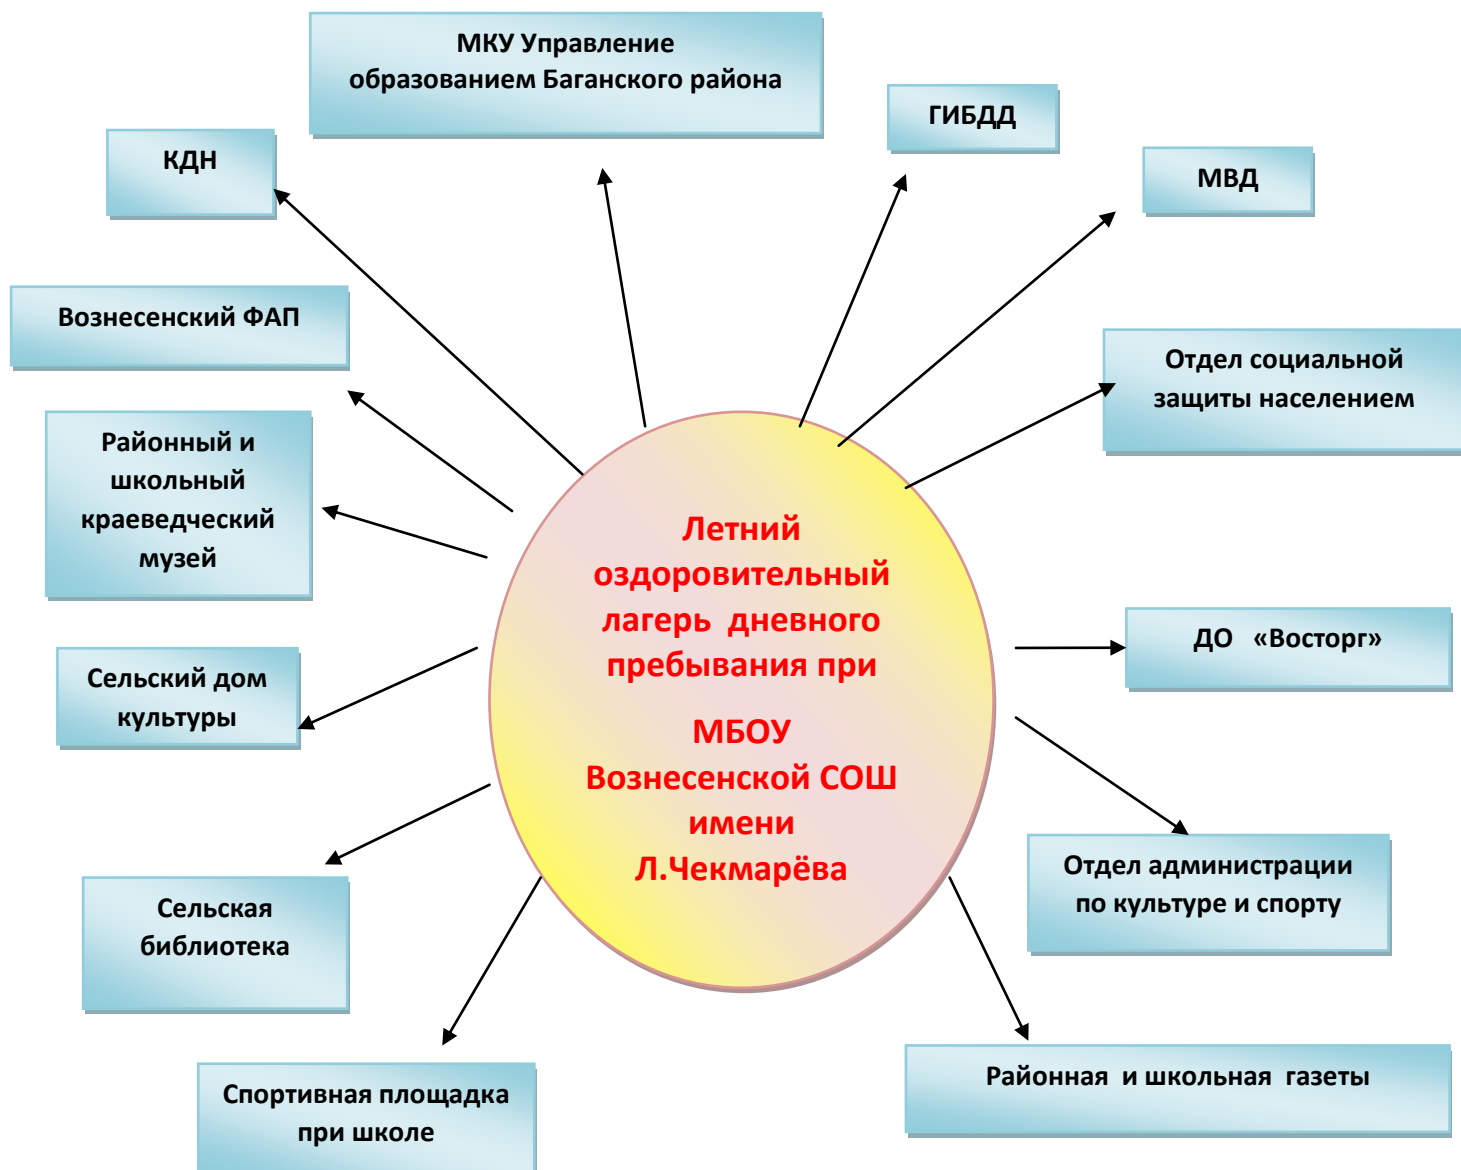 МКУ Управление
образованием Баганского района
ГИБДД
КДН
МВД
Вознесенский ФАП
Отдел социальной
защиты населением
Районный и
школьный
краеведческий
музей
Летний
оздоровительный
лагерь дневного
пребывания при
МБОУ
Вознесенской СОШ
имени
Л.Чекмарёва
ДО «Восторг»
Сельский дом
культуры
Отдел администрации
по культуре и спорту
Сельская
библиотека
Районная и школьная газеты
Спортивная площадка
при школе